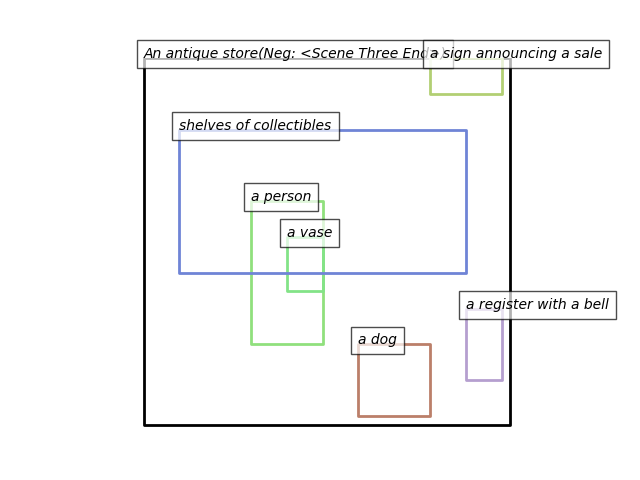 An antique store(Neg: <Scene Three End
a sign announcing a sale
shelves of collectibles
a person
a vase
a register with a bell
a dog